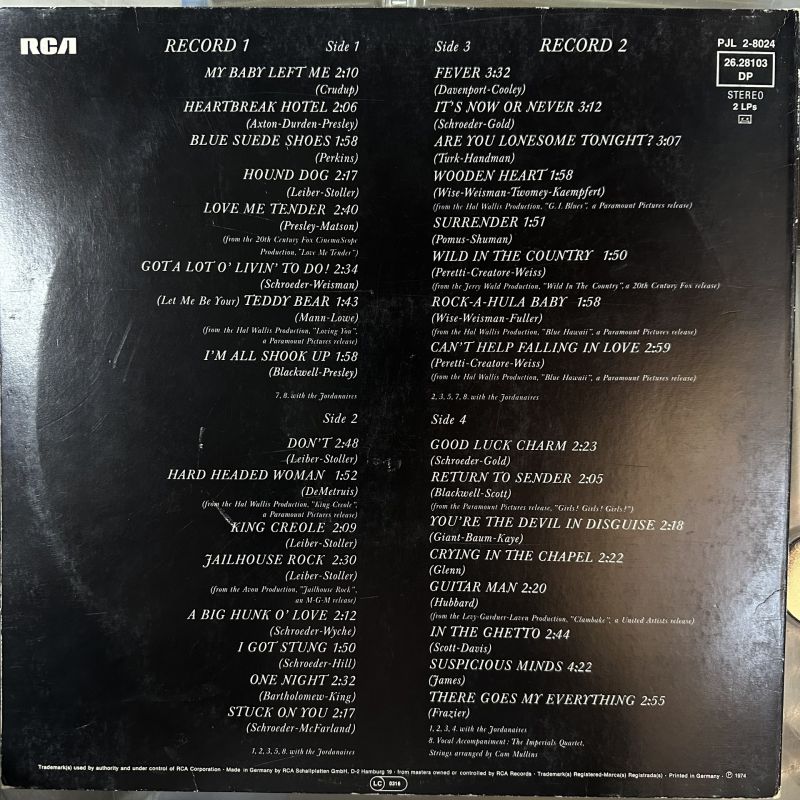 RCA
RECORD 1 Side 1
MY BABY LEFT ME 2:10
(Crudup)
HEARTBREAK HOTEL 2:06
(Axton-Durden-Presley)
BLUE SUEDE SHOES 1:58
(Perkins)
HOUND DOG 2:17
(Leiber-Stoller)
LOVE ME TENDER 2:40
(Presley-Matson)
(from the 20th Century Fox CinemaScope
Production, "Love Me Tender")
GOT A LOT O' LIVIN' TO DO! 2:34
(Schroeder-Weisman)
(Let Me Be Your) TEDDY BEAR 1:43
(Mann-Lowe)
(from the Hal Wallis Production, "Loving You",
a Paramount Pictures release)
I'M ALL SHOOK UP 1:58
(Blackwell-Presley)
7, 8. with the Jordanaires
Side 2
DON'T 2:48
(Leiber-Stoller)
HARD HEADED WOMAN 1:52
(DeMetruis)
(from the Hal Wallis Production, "King Creole",
a Paramount Pictures release)
KING CREOLE 2:09
(Leiber-Stoller)
JAILHOUSE ROCK 2:30
(Leiber-Stoller)
(from the Avon Production, "Jailhouse Rock",
an M-G-M release)
A BIG HUNK O' LOVE 2:12
(Schroeder-Wyche)
I GOT STUNG 1:50
(Schroeder-Hill)
ONE NIGHT 2:32
(Bartholomew-King)
STUCK ON YOU 2:17
(Schroeder-McFarland)
1, 2, 3, 5, 8. with the Jordanaires
Side 3 RECORD 2
FEVER 3:32
(Davenport-Cooley)
IT'S NOW OR NEVER 3:12
(Schroeder-Gold)
ARE YOU LONESOME TONIGHT? 3:07
(Turk-Handman)
WOODEN HEART 1:58
(Wise-Weisman-Twomey-Kaempfert)
(from the Hal Wallis Production, "G.I. Blues", a Paramount Pictures release)
SURRENDER 1:51
(Pomus-Shuman)
WILD IN THE COUNTRY 1:50
(Peretti-Creatore-Weiss)
(from the Jerry Wald Production, "Wild In The Country", a 20th Century Fox release)
ROCK-A-HULA BABY 1:58
(Wise-Weisman-Fuller)
(from the Hal Wallis Production, "Blue Hawaii", a Paramount Pictures release)
CAN'T HELP FALLING IN LOVE 2:59
(Peretti-Creatore-Weiss)
(from the Hal Wallis Production, "Blue Hawaii", a Paramount Pictures release)
2, 3, 5, 7, 8. with the Jordanaires
Side 4
GOOD LUCK CHARM 2:23
(Schroeder-Gold)
RETURN TO SENDER 2:05
(Blackwell-Scott)
(from the Paramount Pictures release, "Girls! Girls! Girls!")
YOU'RE THE DEVIL IN DISGUISE 2:18
(Giant-Baum-Kaye)
CRYING IN THE CHAPEL 2:22
(Glenn)
GUITAR MAN 2:20
(Hubbard)
(from the Levy-Gardner-Laven Production, "Clambake", a United Artists release)
IN THE GHETTO 2:44
(Scott-Davis)
SUSPICIOUS MINDS 4:22
(James)
THERE GOES MY EVERYTHING 2:55
(Frazier)
1, 2, 3, 4. with the Jordanaires
8. Vocal Accompaniment: The Imperials Quartet,
Strings arranged by Cam Mullins
PJL 2-8024
26.28103
DP
STEREO
2 LPs
Trademark(s) used by authority and under control of RCA Corporation · Made in Germany by RCA Schallplatten GmbH, D-2 Hamburg 19 · from masters owned or controlled by RCA Records · Trademark(s) Registered-Marca(s) Registrada(s) · Printed in Germany · ℗ 1974
LC 0316